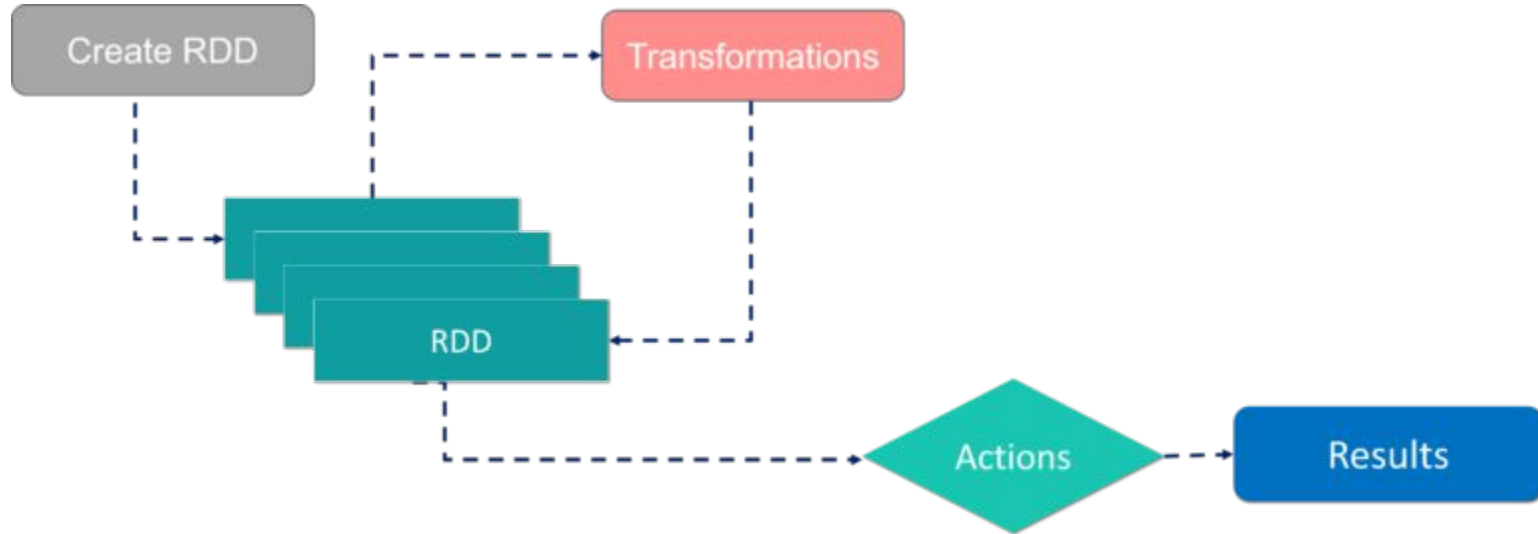 Create RDD
Transformations
RDD
Actions
Results